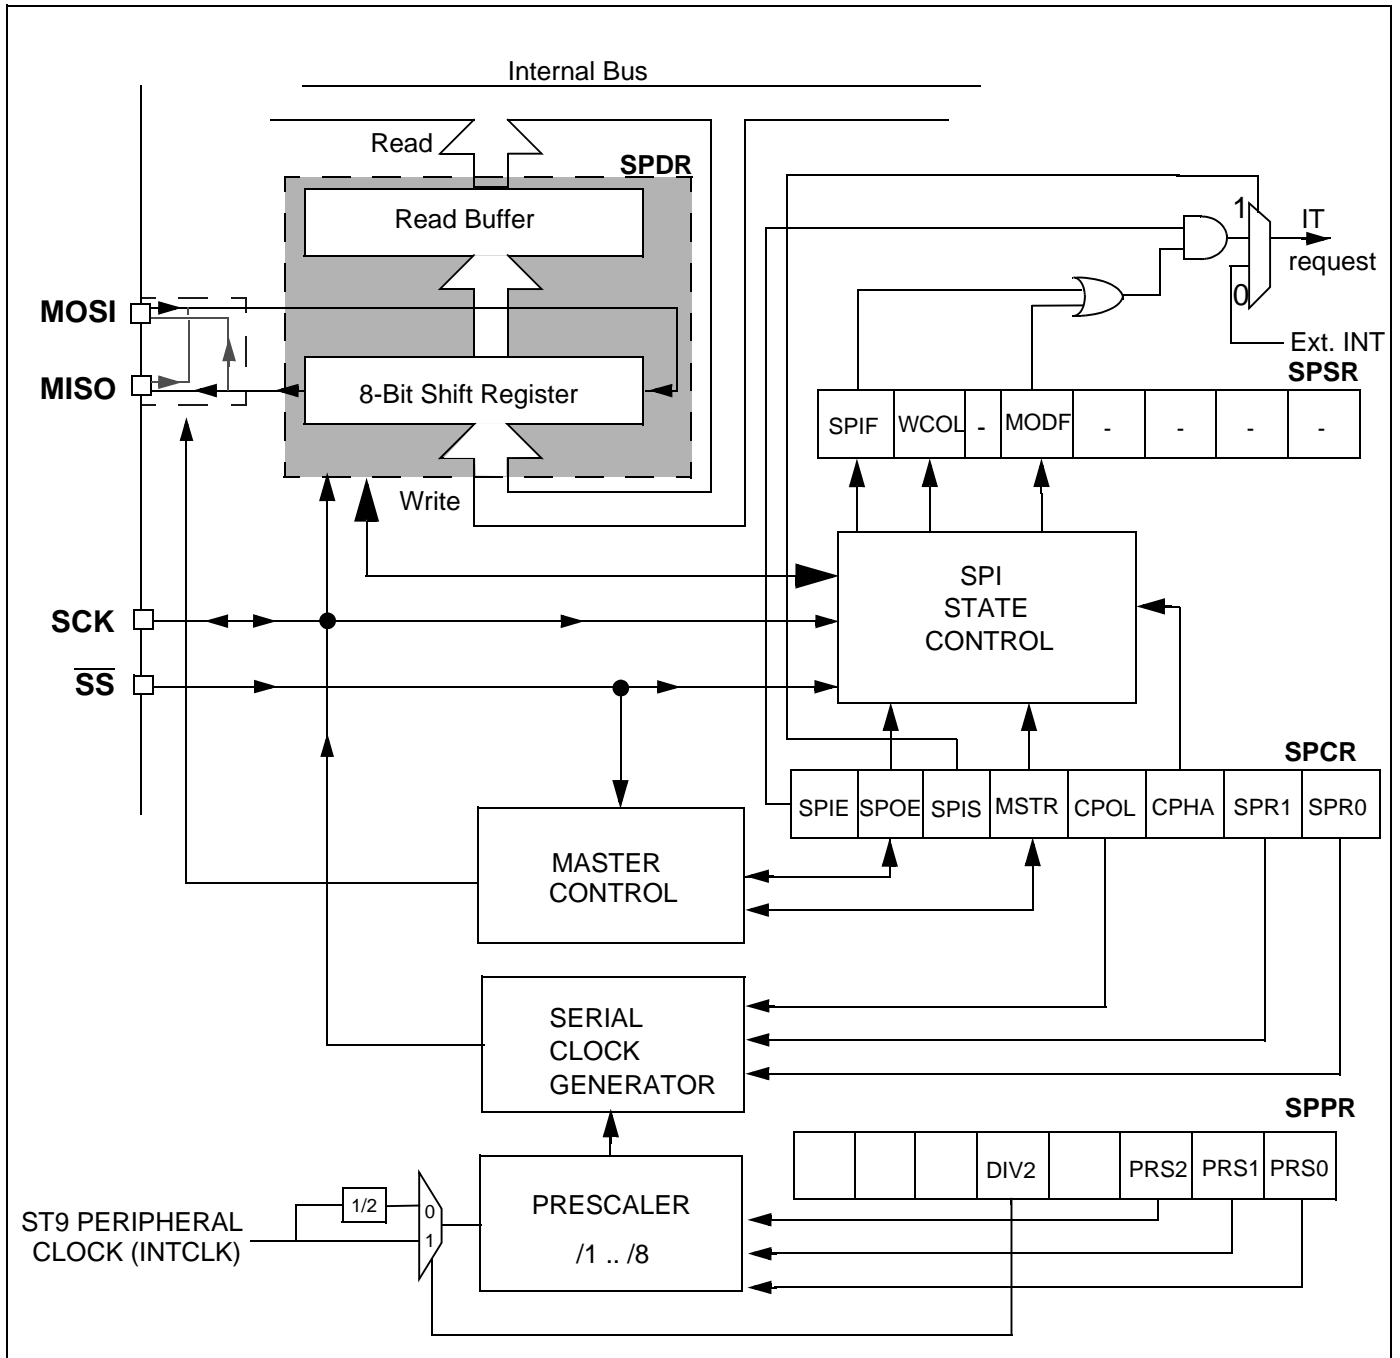 Internal Bus
Read
SPDR
Read Buffer
1
IT
request
0
MOSI
Ext. INT
MISO
8-Bit Shift Register
SPSR
SPIF WCOL - MODF - - - -
Write
SPI
STATE
CONTROL
SCK
SS
SPCR
SPIE SPOE SPIS MSTR CPOL CPHA SPR1 SPR0
MASTER
CONTROL
SERIAL
CLOCK
GENERATOR
SPPR
DIV2 PRS2 PRS1 PRS0
PRESCALER
/1 .. /8
1/2
0
1
ST9 PERIPHERAL
CLOCK (INTCLK)